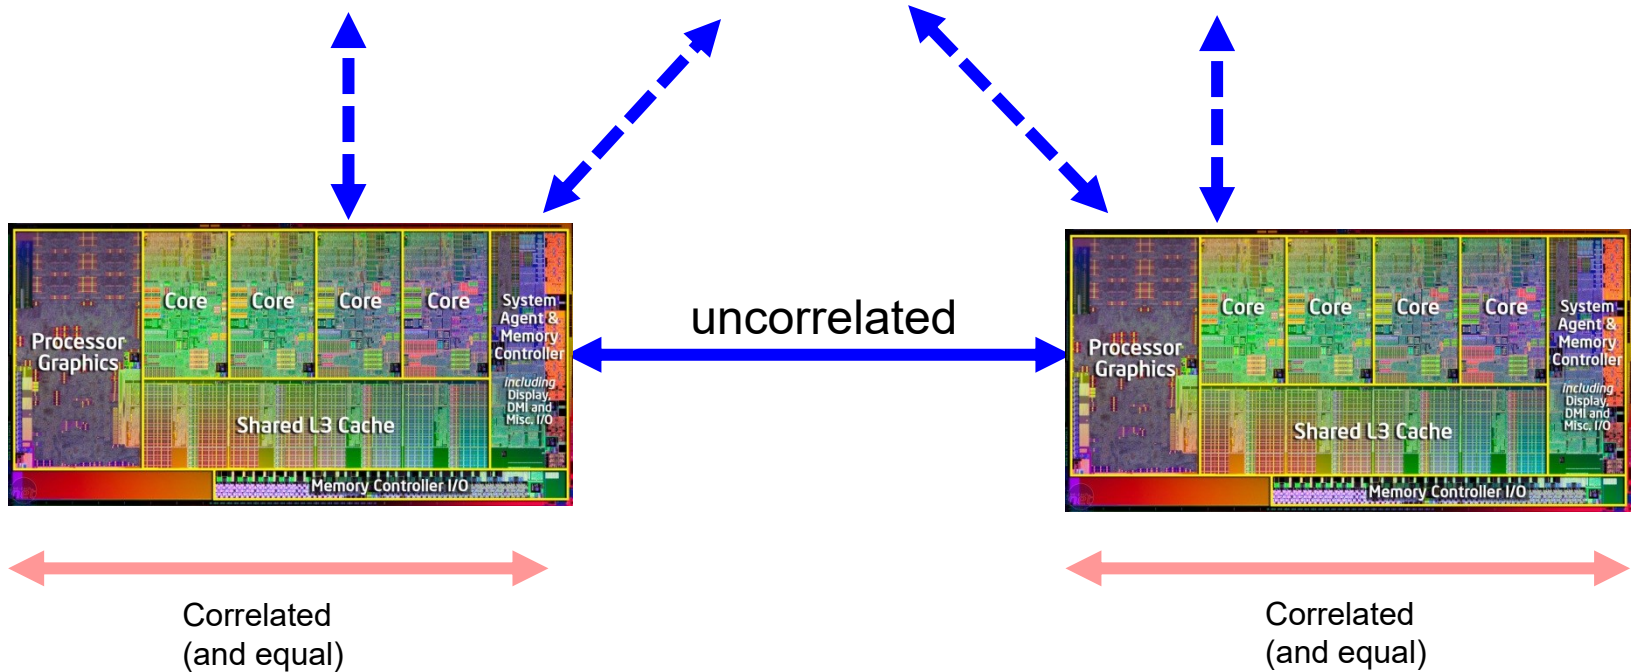 Processor
Graphics
Core
Core
Core
Core
System
Agent &
Memory
Controller
including
Display,
DMI and
Misc. I/O
Shared L3 Cache
Memory Controller I/O
uncorrelated
Processor
Graphics
Core
Core
Core
Core
System
Agent &
Memory
Controller
including
Display,
DMI and
Misc. I/O
Shared L3 Cache
Memory Controller I/O
Correlated
(and equal)
Correlated
(and equal)